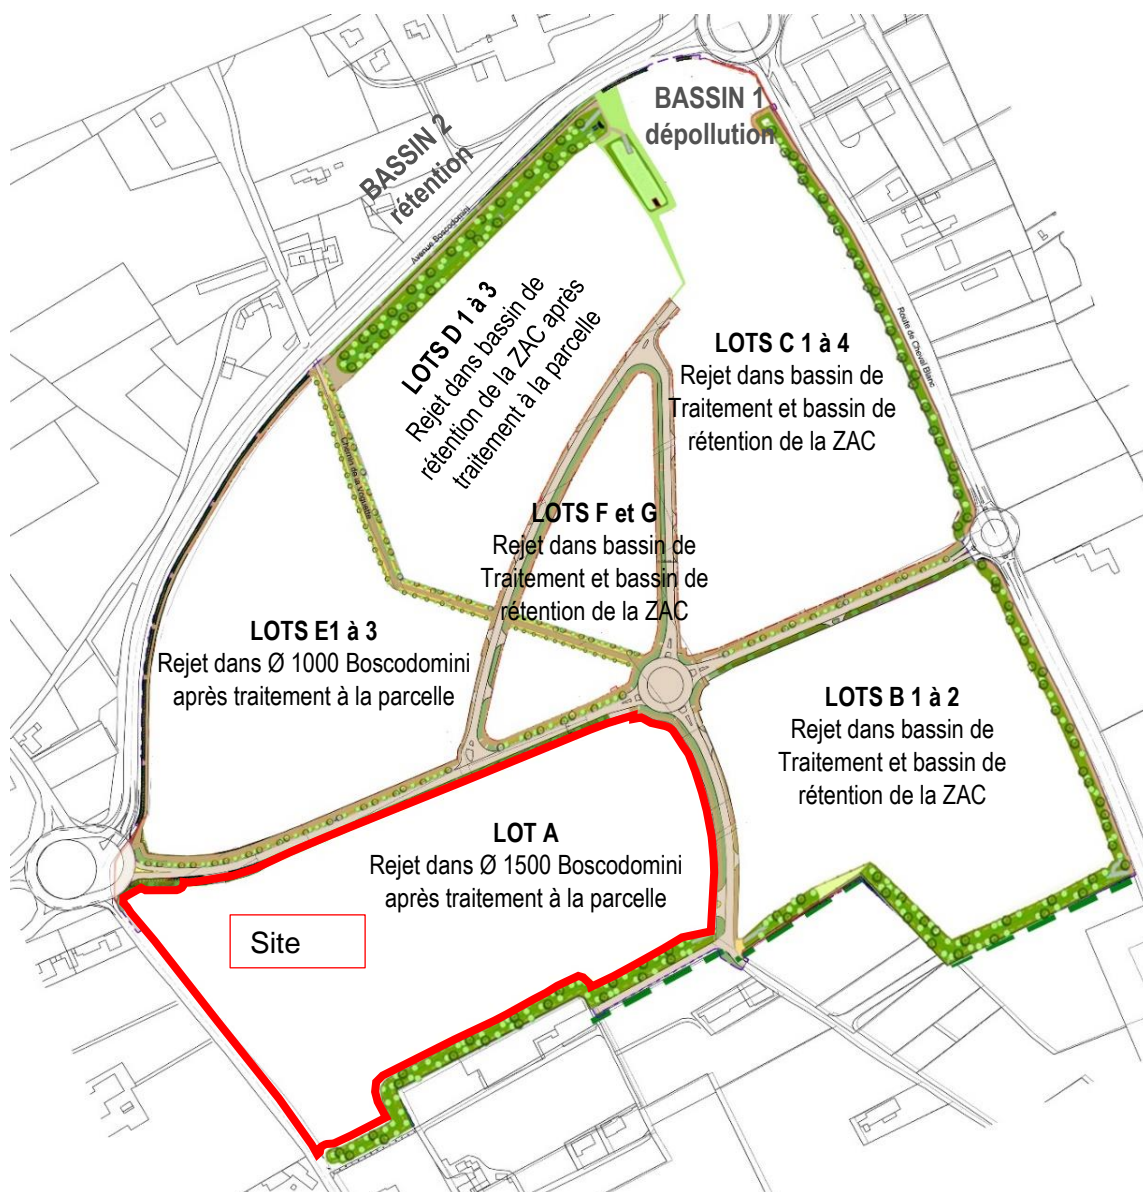 BASSIN 1
dépollution
BASSIN 2
rétention
Avenue Boscodomini
LOTS D 1 à 3
Rejet dans bassin de
rétention de la ZAC après
traitement à la parcelle
Route de Cheval Blanc
LOTS C 1 à 4
Rejet dans bassin de
Traitement et bassin de
rétention de la ZAC
Chemin de la Voguette
LOTS F et G
Rejet dans bassin de
Traitement et bassin de
rétention de la ZAC
LOTS E1 à 3
Rejet dans Ø 1000 Boscodomini
après traitement à la parcelle
LOTS B 1 à 2
Rejet dans bassin de
Traitement et bassin de
rétention de la ZAC
LOT A
Rejet dans Ø 1500 Boscodomini
après traitement à la parcelle
Site